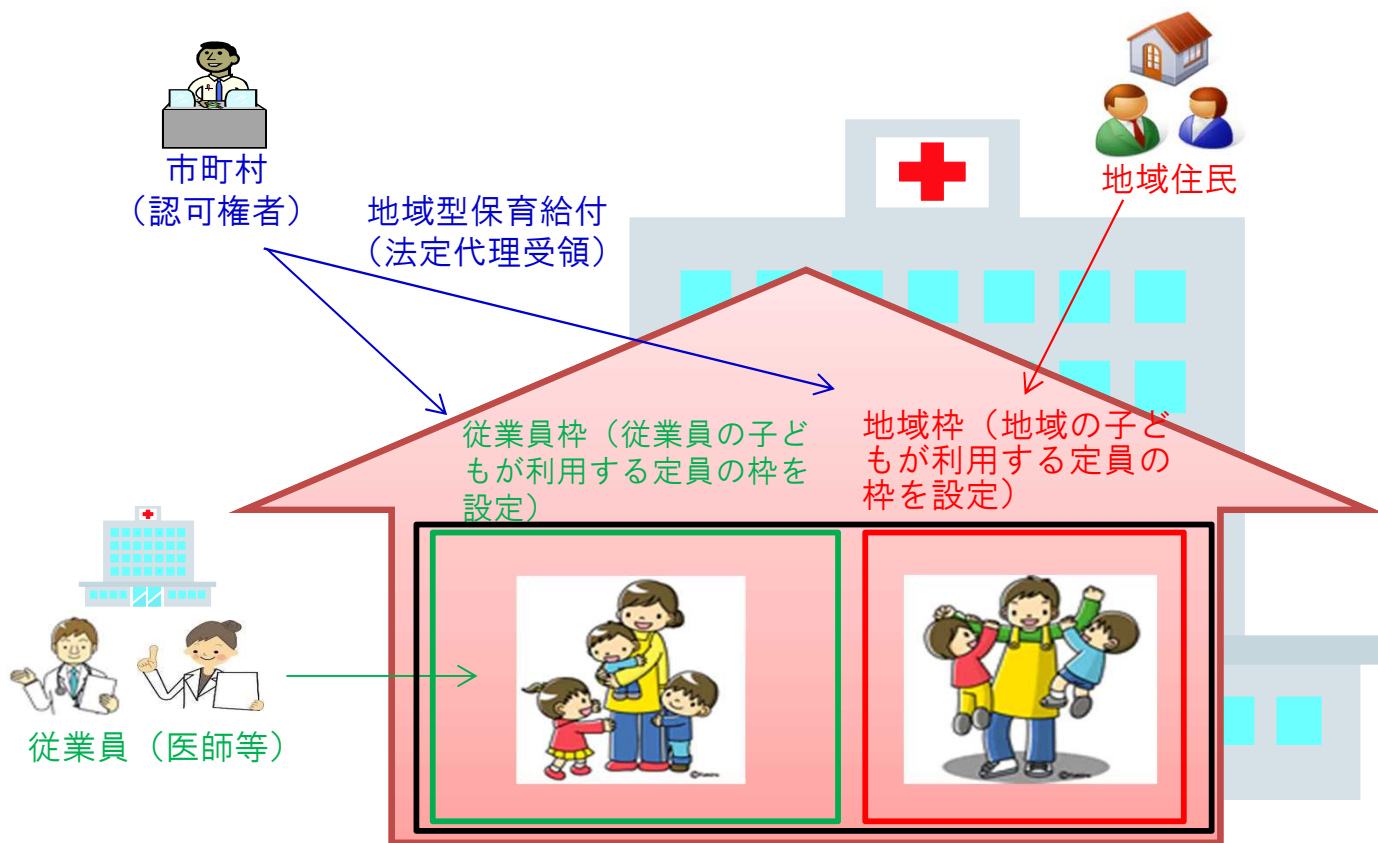 市町村
（認可権者）
地域型保育給付
（法定代理受領）
地域住民
従業員枠（従業員の子ど
もが利用する定員の枠を
設定）
地域枠（地域の子ど
もが利用する定員の
枠を設定）
従業員（医師等）